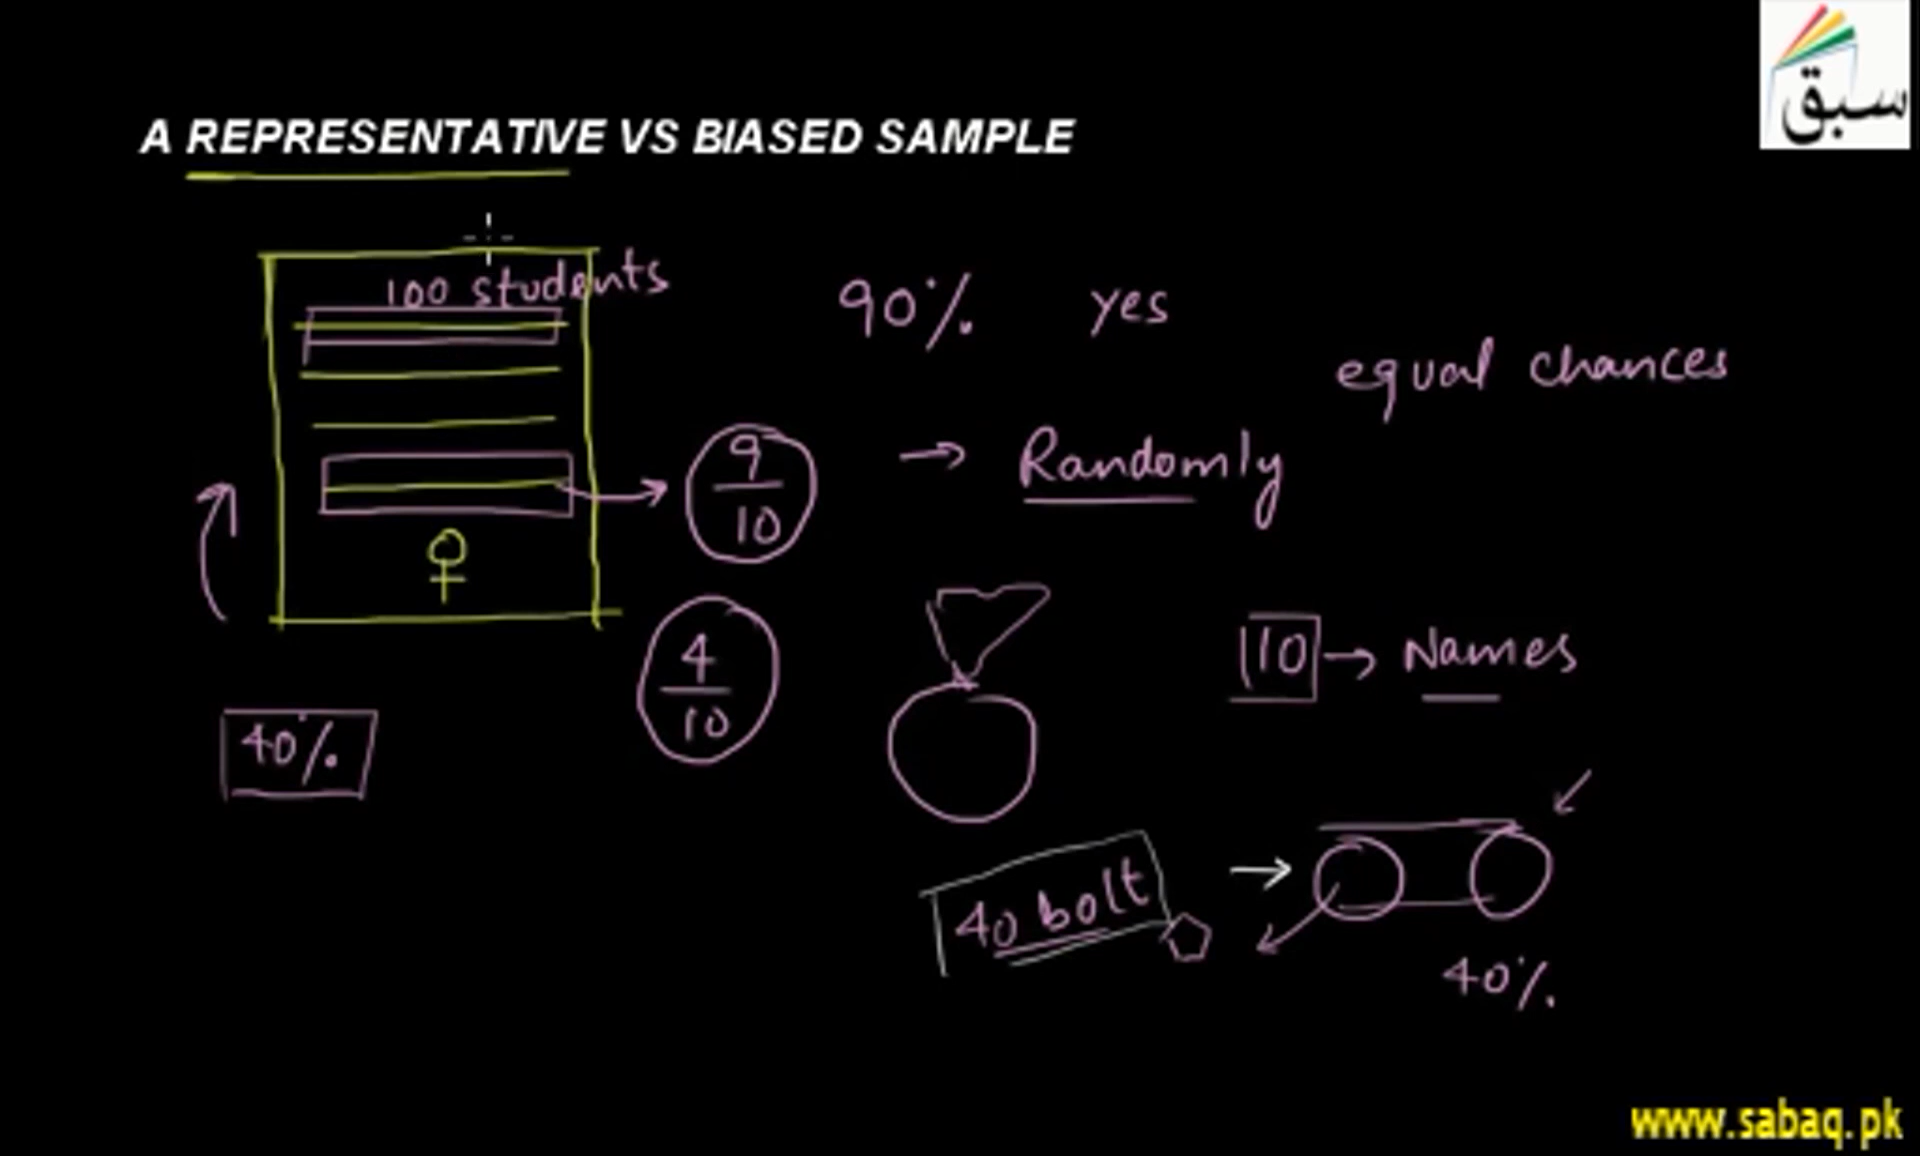 سبق
A REPRESENTATIVE VS BIASED SAMPLE
100 students
90% yes
equal chances
9/10 → Randomly
4/10
10 → Names
40%
40 bolt →
40%
www.sabaq.pk